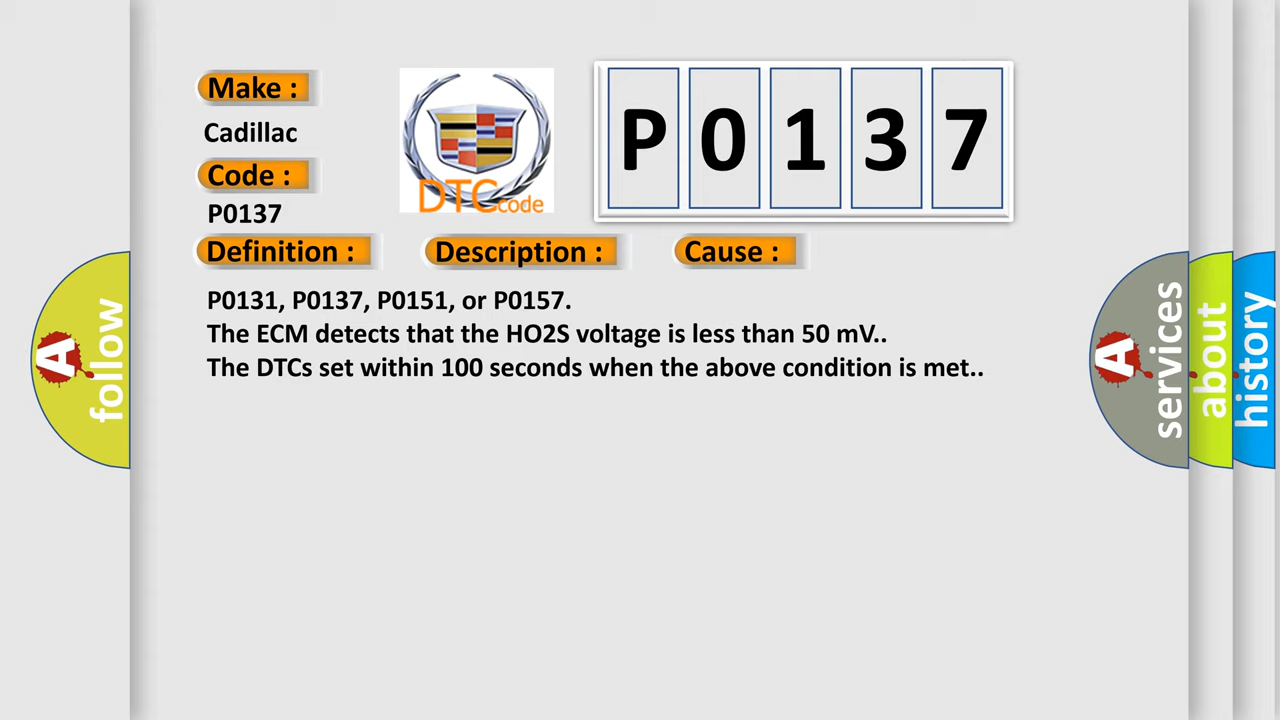 Make :
Cadillac
Code :
P0137
DTC code
P 0 1 3 7
Definition :
Description :
Cause :
P0131, P0137, P0151, or P0157.
The ECM detects that the HO2S voltage is less than 50 mV..
The DTCs set within 100 seconds when the above condition is met..
A follow
A services
about
history